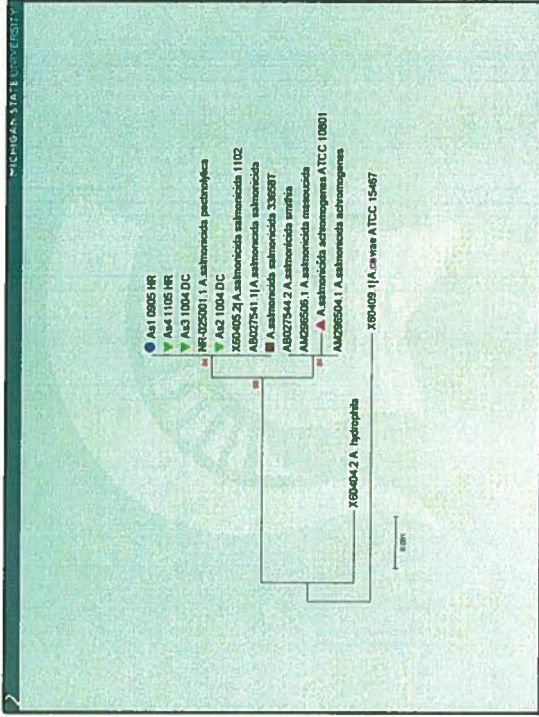 MICHIGAN STATE UNIVERSITY
As1 0905 HR
As4 1105 HR
As3 1004 DC
NR-025001.1 A.salmonicida pectinolytica
As2 1004 DC
X60405.2| A.salmonicida salmonicida 1102
AB027541.1| A.salmonicida salmonicida
A.salmonicida salmonicida 33658T
AB027544.2 A.salmonicida smithia
AM296506.1 A.salmonicida masoucida
A.salmonicida achromogenes ATCC 10801
AM296504.1 A.salmonicida achromogenes
X60404.2 A. hydrophila
X60409.1| A.caviae ATCC 15467